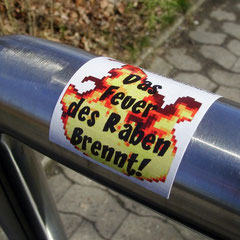 Das
Feuer
des Raben
Brennt!